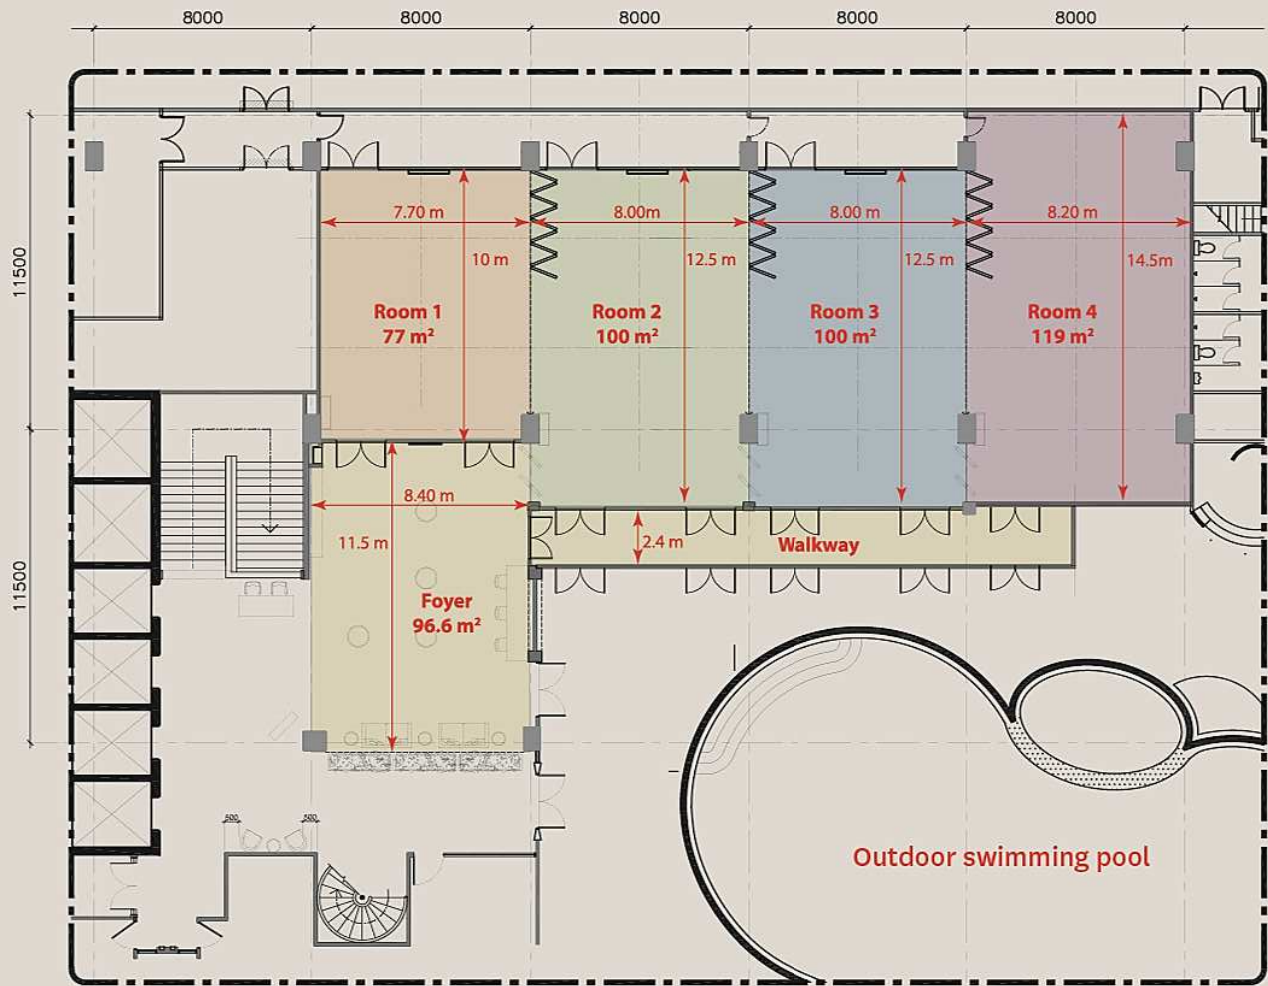 8000
8000
8000
8000
8000
11500
11500
7.70 m
8.00m
8.00 m
8.20 m
10 m
12.5 m
12.5 m
14.5m
Room 1
77 m²
Room 2
100 m²
Room 3
100 m²
Room 4
119 m²
8.40 m
11.5 m
2.4 m
Walkway
Foyer
96.6 m²
500
500
Outdoor swimming pool